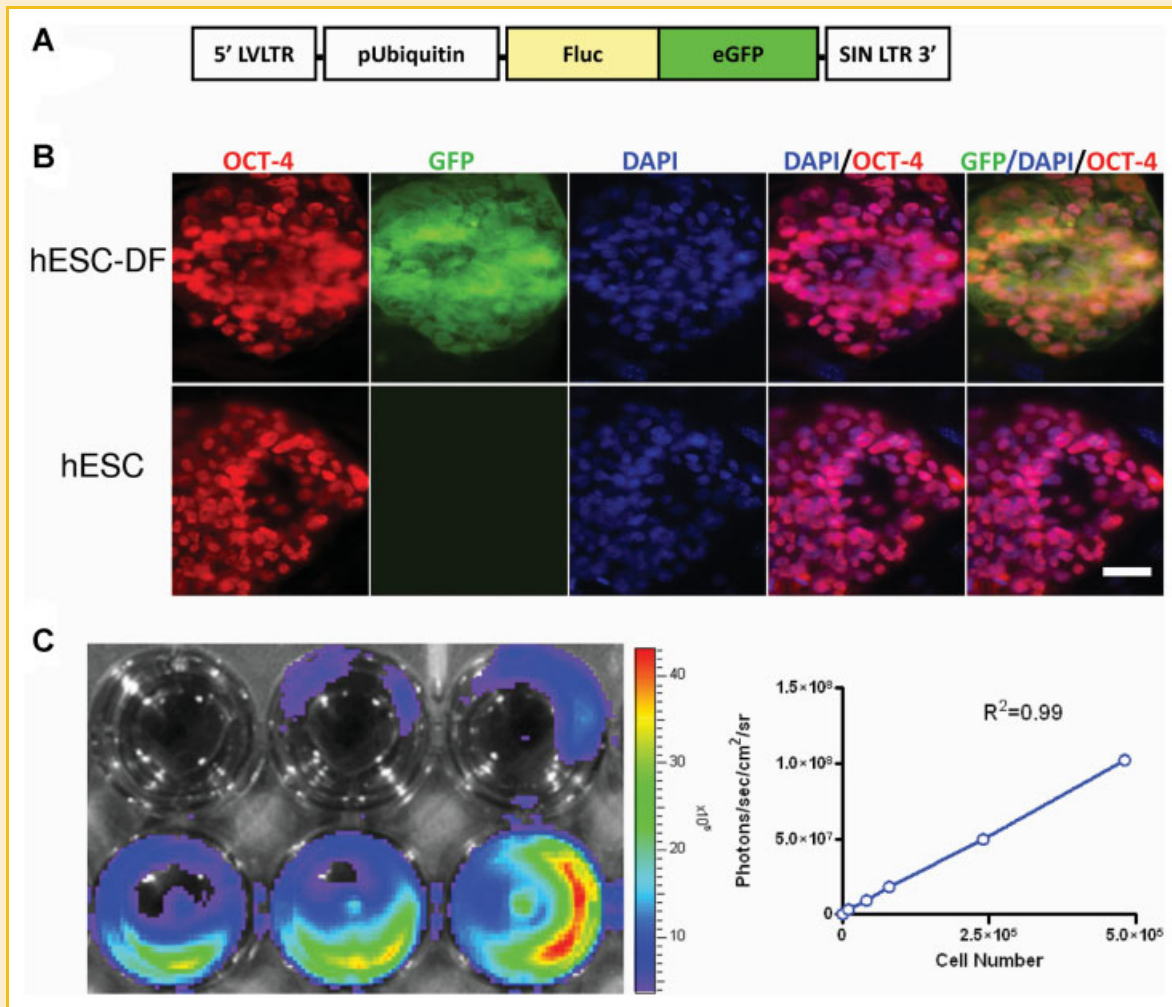 A
5' LVLTR pUbiquitin Fluc eGFP SIN LTR 3'
B
OCT-4 GFP DAPI DAPI/OCT-4 GFP/DAPI/OCT-4
hESC-DF
hESC
C
40
30
20
10
Photons/sec/cm²/sr
1.5×10⁸
1.0×10⁸
5.0×10⁷
0
R²=0.99
0 2.5×10⁵ 5.0×10⁵
Cell Number